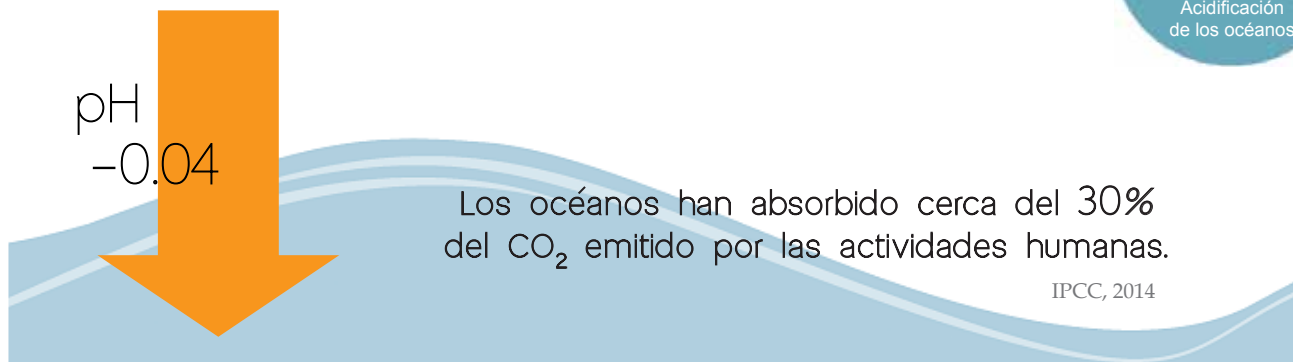 Acidificación
de los océanos
pH
-0.04
Los océanos han absorbido cerca del 30%
del CO₂ emitido por las actividades humanas.
IPCC, 2014